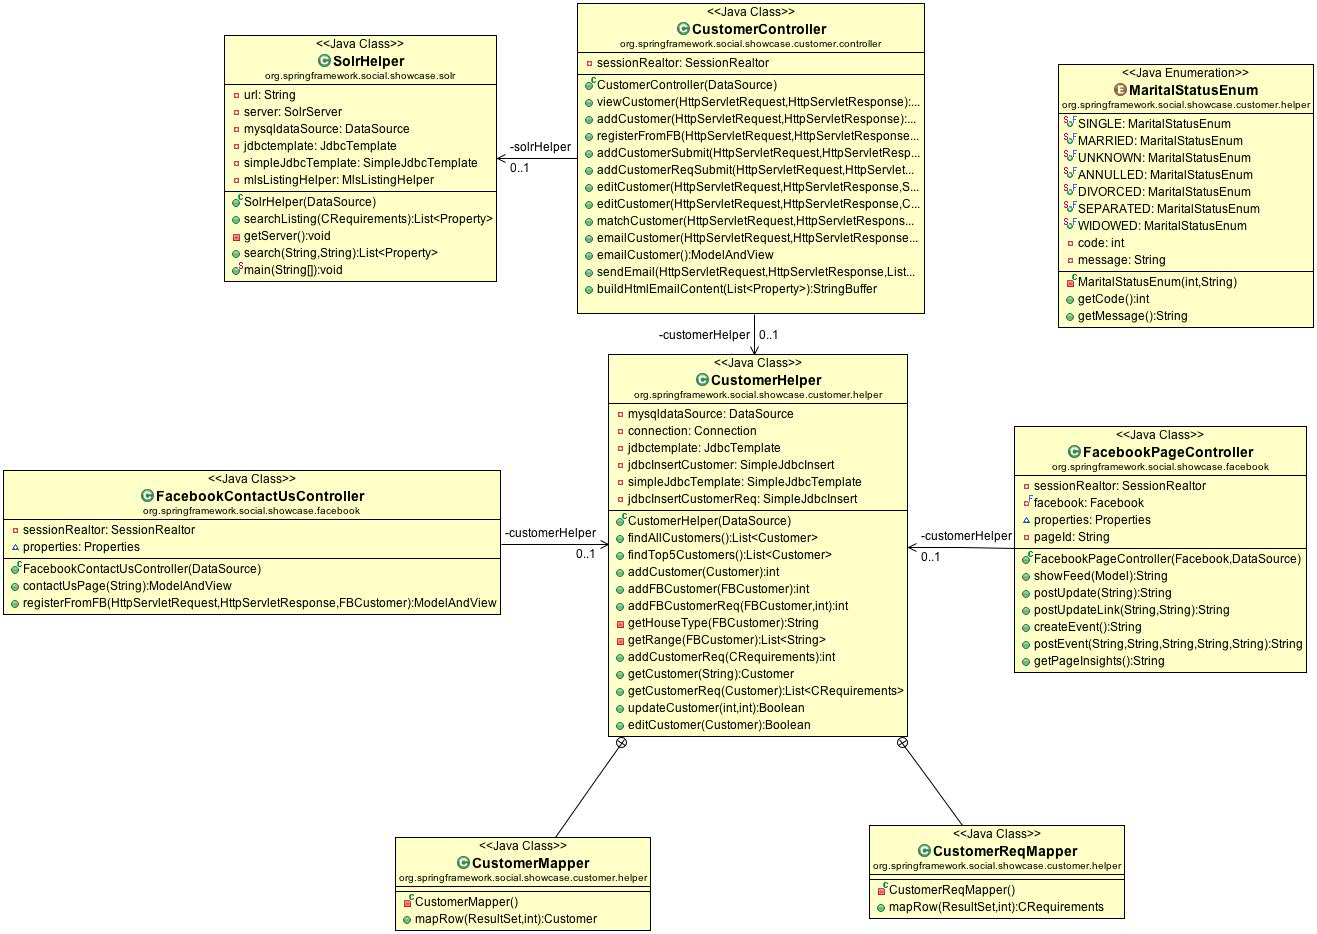 <<Java Class>>
SolrHelper
org.springframework.social.showcase.solr
url: String
server: SolrServer
mysqldataSource: DataSource
jdbctemplate: JdbcTemplate
simpleJdbcTemplate: SimpleJdbcTemplate
mlsListingHelper: MlsListingHelper
SolrHelper(DataSource)
searchListing(CRequirements):List<Property>
getServer():void
search(String,String):List<Property>
main(String[]):void
-solrHelper
0..1
<<Java Class>>
CustomerController
org.springframework.social.showcase.customer.controller
sessionRealtor: SessionRealtor
CustomerController(DataSource)
viewCustomer(HttpServletRequest,HttpServletResponse):...
addCustomer(HttpServletRequest,HttpServletResponse):...
registerFromFB(HttpServletRequest,HttpServletResponse...
addCustomerSubmit(HttpServletRequest,HttpServletResp...
addCustomerReqSubmit(HttpServletRequest,HttpServlet...
editCustomer(HttpServletRequest,HttpServletResponse,S...
editCustomer(HttpServletRequest,HttpServletResponse,C...
matchCustomer(HttpServletRequest,HttpServletRespons...
emailCustomer(HttpServletRequest,HttpServletResponse...
emailCustomer():ModelAndView
sendEmail(HttpServletRequest,HttpServletResponse,List...
buildHtmlEmailContent(List<Property>):StringBuffer
<<Java Enumeration>>
MaritalStatusEnum
org.springframework.social.showcase.customer.helper
SINGLE: MaritalStatusEnum
MARRIED: MaritalStatusEnum
UNKNOWN: MaritalStatusEnum
ANNULLED: MaritalStatusEnum
DIVORCED: MaritalStatusEnum
SEPARATED: MaritalStatusEnum
WIDOWED: MaritalStatusEnum
code: int
message: String
MaritalStatusEnum(int,String)
getCode():int
getMessage():String
-customerHelper
0..1
<<Java Class>>
CustomerHelper
org.springframework.social.showcase.customer.helper
mysqldataSource: DataSource
connection: Connection
jdbctemplate: JdbcTemplate
jdbcInsertCustomer: SimpleJdbcInsert
simpleJdbcTemplate: SimpleJdbcTemplate
jdbcInsertCustomerReq: SimpleJdbcInsert
CustomerHelper(DataSource)
findAllCustomers():List<Customer>
findTop5Customers():List<Customer>
addCustomer(Customer):int
addFBCustomer(FBCustomer):int
addFBCustomerReq(FBCustomer,int):int
getHouseType(FBCustomer):String
getRange(FBCustomer):List<String>
addCustomerReq(CRequirements):int
getCustomer(String):Customer
getCustomerReq(Customer):List<CRequirements>
updateCustomer(int,int):Boolean
editCustomer(Customer):Boolean
<<Java Class>>
FacebookContactUsController
org.springframework.social.showcase.facebook
sessionRealtor: SessionRealtor
properties: Properties
FacebookContactUsController(DataSource)
contactUsPage(String):ModelAndView
registerFromFB(HttpServletRequest,HttpServletResponse,FBCustomer):ModelAndView
-customerHelper
0..1
<<Java Class>>
FacebookPageController
org.springframework.social.showcase.facebook
sessionRealtor: SessionRealtor
facebook: Facebook
properties: Properties
pageId: String
FacebookPageController(Facebook,DataSource)
showFeed(Model):String
postUpdate(String):String
postUpdateLink(String,String):String
createEvent():String
postEvent(String,String,String,String,String):String
getPageInsights():String
-customerHelper
0..1
<<Java Class>>
CustomerMapper
org.springframework.social.showcase.customer.helper
CustomerMapper()
mapRow(ResultSet,int):Customer
<<Java Class>>
CustomerReqMapper
org.springframework.social.showcase.customer.helper
CustomerReqMapper()
mapRow(ResultSet,int):CRequirements